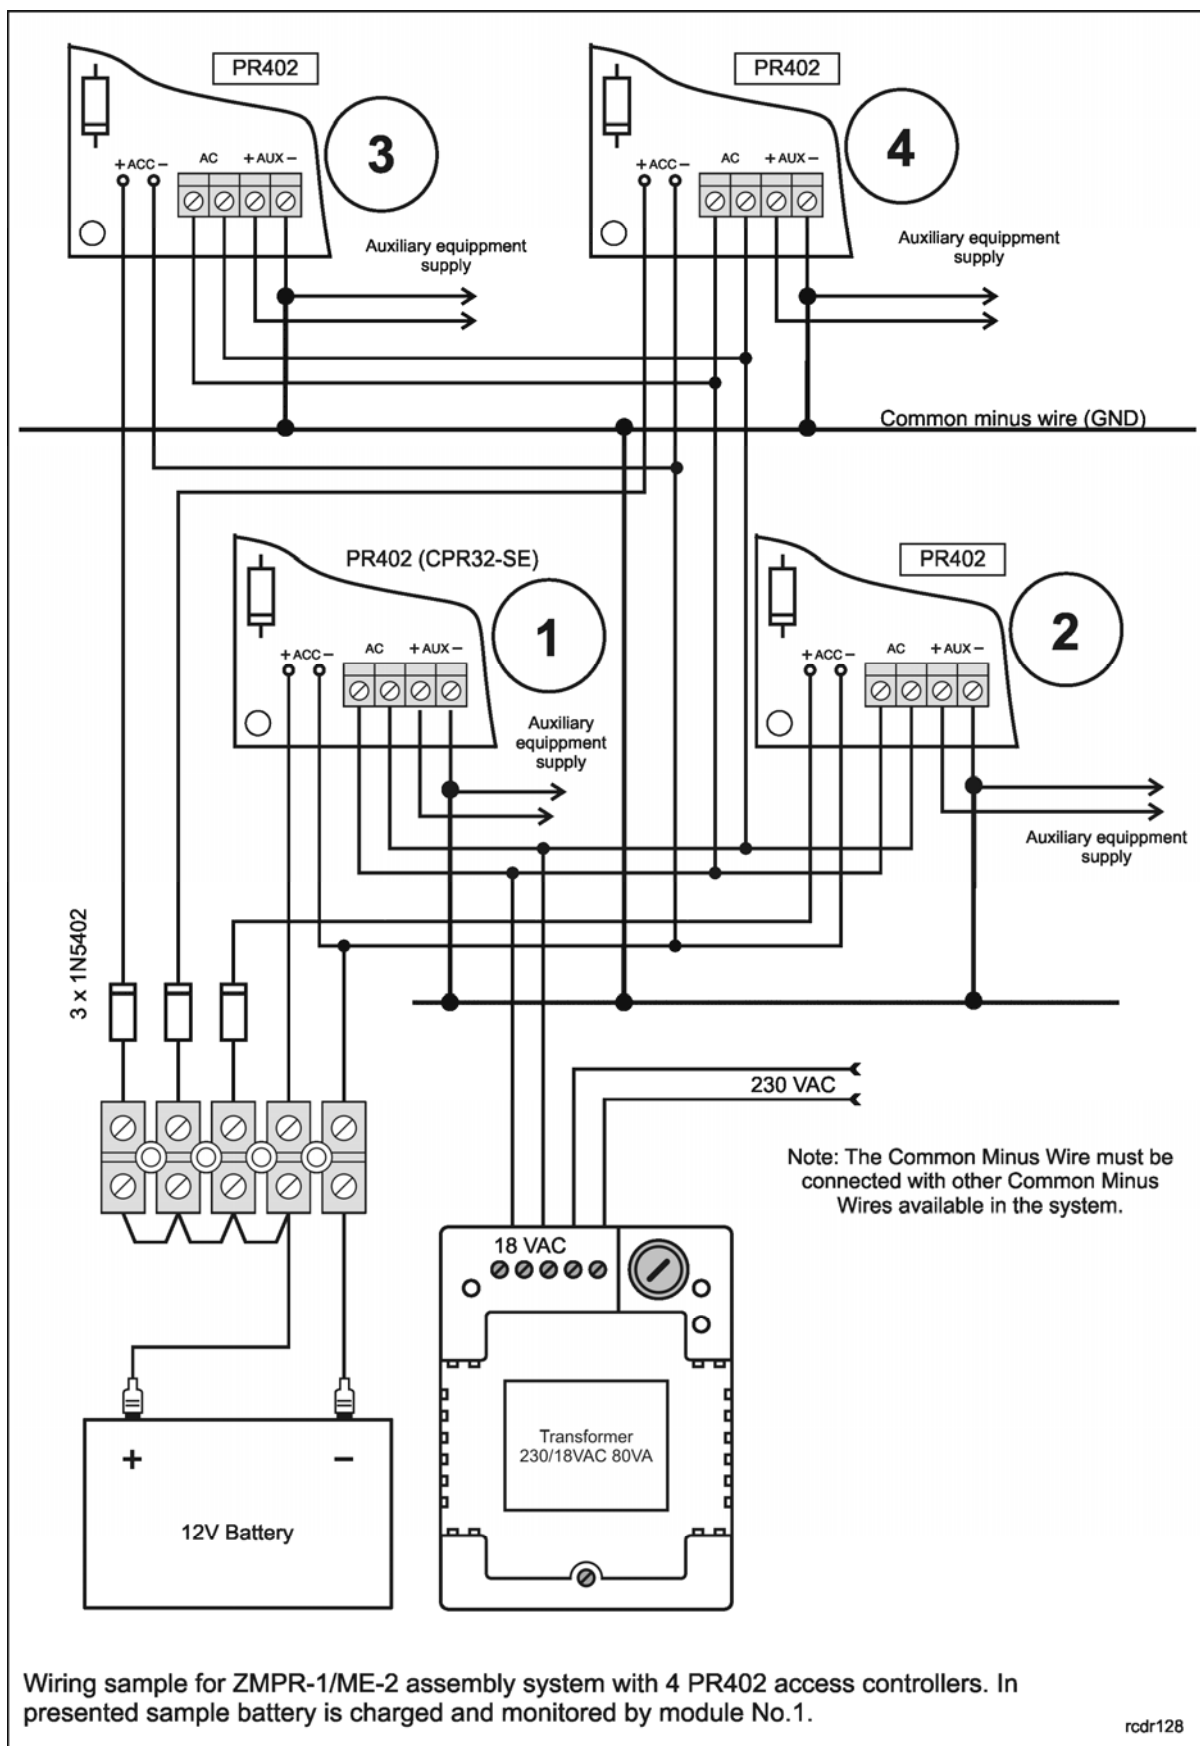 PR402
PR402
3
4
+ ACC −
AC
+ AUX −
+ ACC −
AC
+ AUX −
Auxiliary equippment
supply
Auxiliary equippment
supply
Common minus wire (GND)
PR402 (CPR32-SE)
PR402
1
2
+ ACC −
AC
+ AUX −
+ ACC −
AC
+ AUX −
Auxiliary
equippment
supply
Auxiliary equippment
supply
3 x 1N5402
230 VAC
Note: The Common Minus Wire must be
connected with other Common Minus
Wires available in the system.
18 VAC
Transformer
230/18VAC 80VA
+
−
12V Battery
Wiring sample for ZMPR-1/ME-2 assembly system with 4 PR402 access controllers. In
presented sample battery is charged and monitored by module No.1.
rcdr128